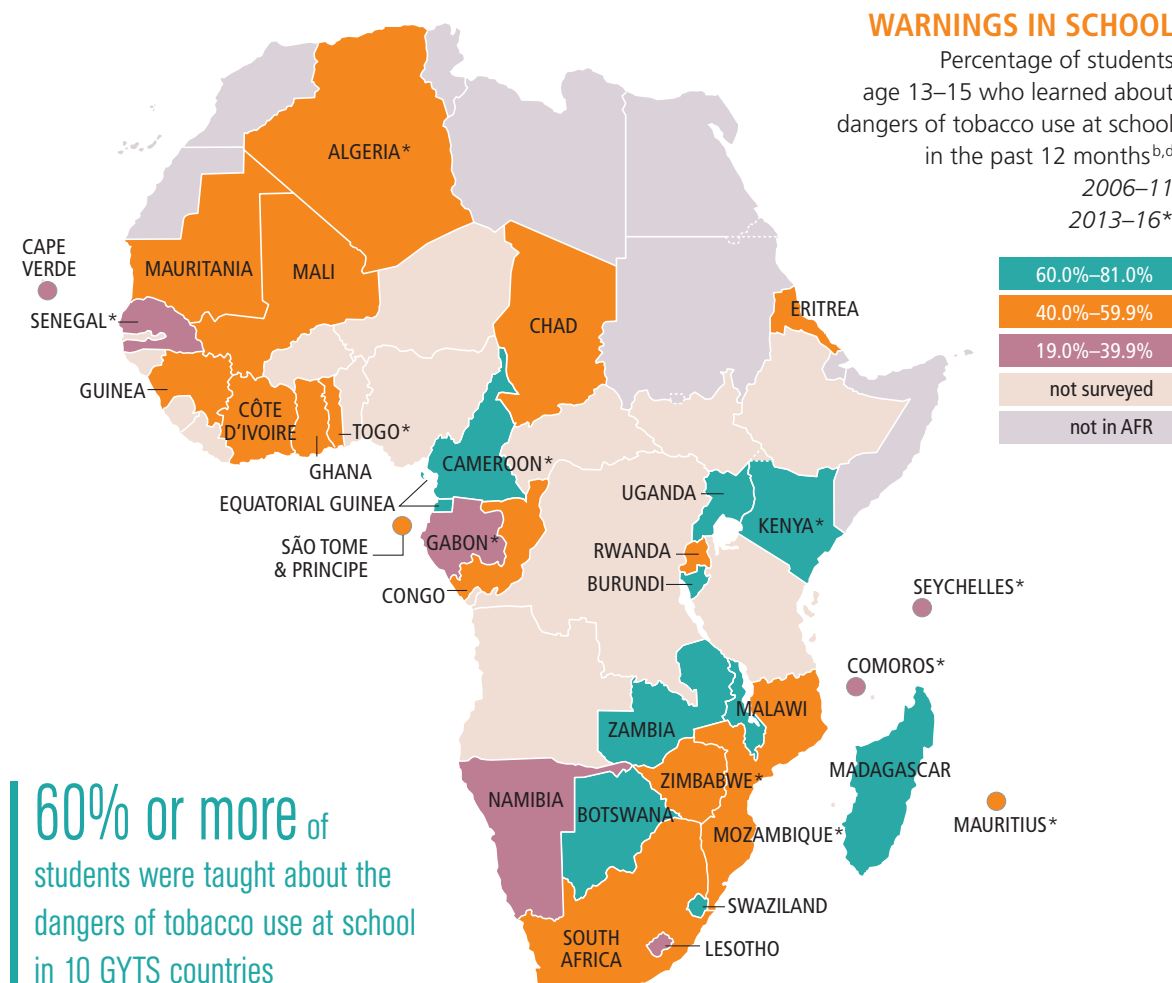 WARNINGS IN SCHOOL
Percentage of students
age 13–15 who learned about
dangers of tobacco use at school
in the past 12 months b,d
2006–11
2013–16*
60.0%–81.0%
40.0%–59.9%
19.0%–39.9%
not surveyed
not in AFR
ALGERIA*
CAPE
VERDE
MAURITANIA
MALI
SENEGAL*
CHAD
ERITREA
GUINEA
CÔTE
D'IVOIRE
TOGO*
GHANA
CAMEROON*
EQUATORIAL GUINEA
UGANDA
KENYA*
SÃO TOME
& PRINCIPE
GABON*
RWANDA
BURUNDI
CONGO
SEYCHELLES*
COMOROS*
MALAWI
ZAMBIA
MADAGASCAR
ZIMBABWE*
NAMIBIA
BOTSWANA
MOZAMBIQUE*
MAURITIUS*
SWAZILAND
SOUTH
AFRICA
LESOTHO
60% or more of
students were taught about the
dangers of tobacco use at school
in 10 GYTS countries